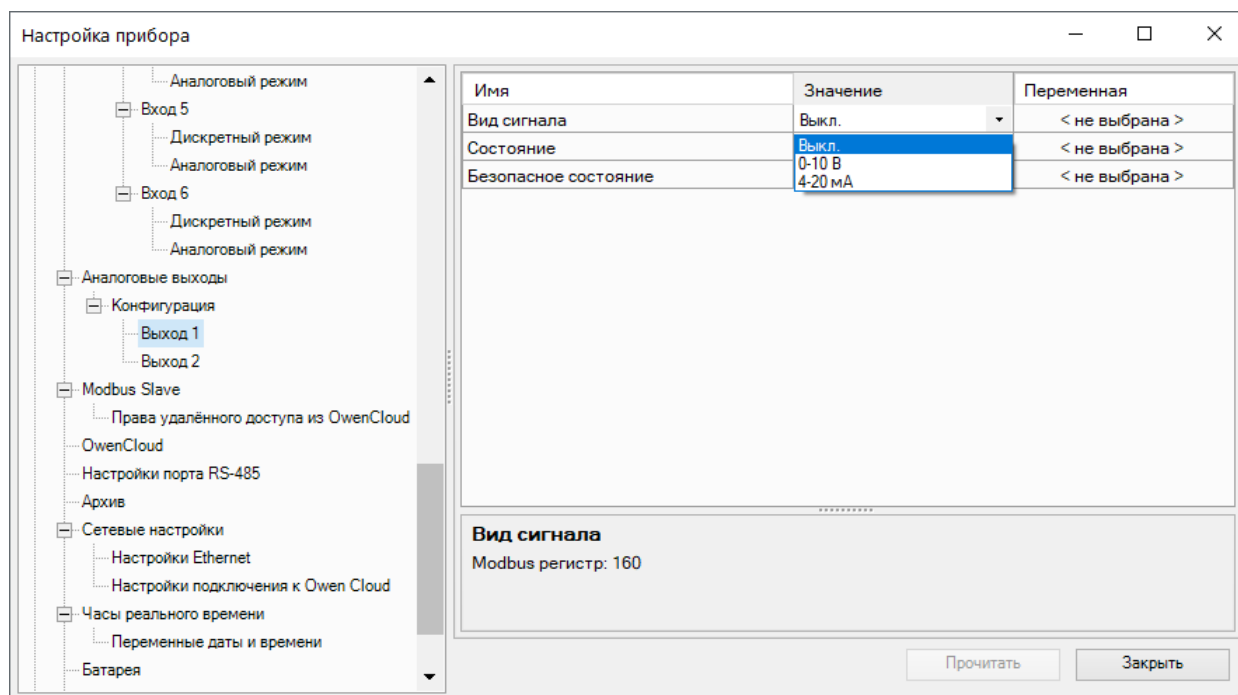 Настройка прибора
Аналоговый режим
Вход 5
Дискретный режим
Аналоговый режим
Вход 6
Дискретный режим
Аналоговый режим
Аналоговые выходы
Конфигурация
Выход 1
Выход 2
Modbus Slave
Права удалённого доступа из OwenCloud
OwenCloud
Настройки порта RS-485
Архив
Сетевые настройки
Настройки Ethernet
Настройки подключения к Owen Cloud
Часы реального времени
Переменные даты и времени
Батарея
Имя Значение Переменная
Вид сигнала Выкл. < не выбрана >
Состояние < не выбрана >
Безопасное состояние < не выбрана >
Выкл.
0-10 В
4-20 мА
Вид сигнала
Modbus регистр: 160
Прочитать Закрыть